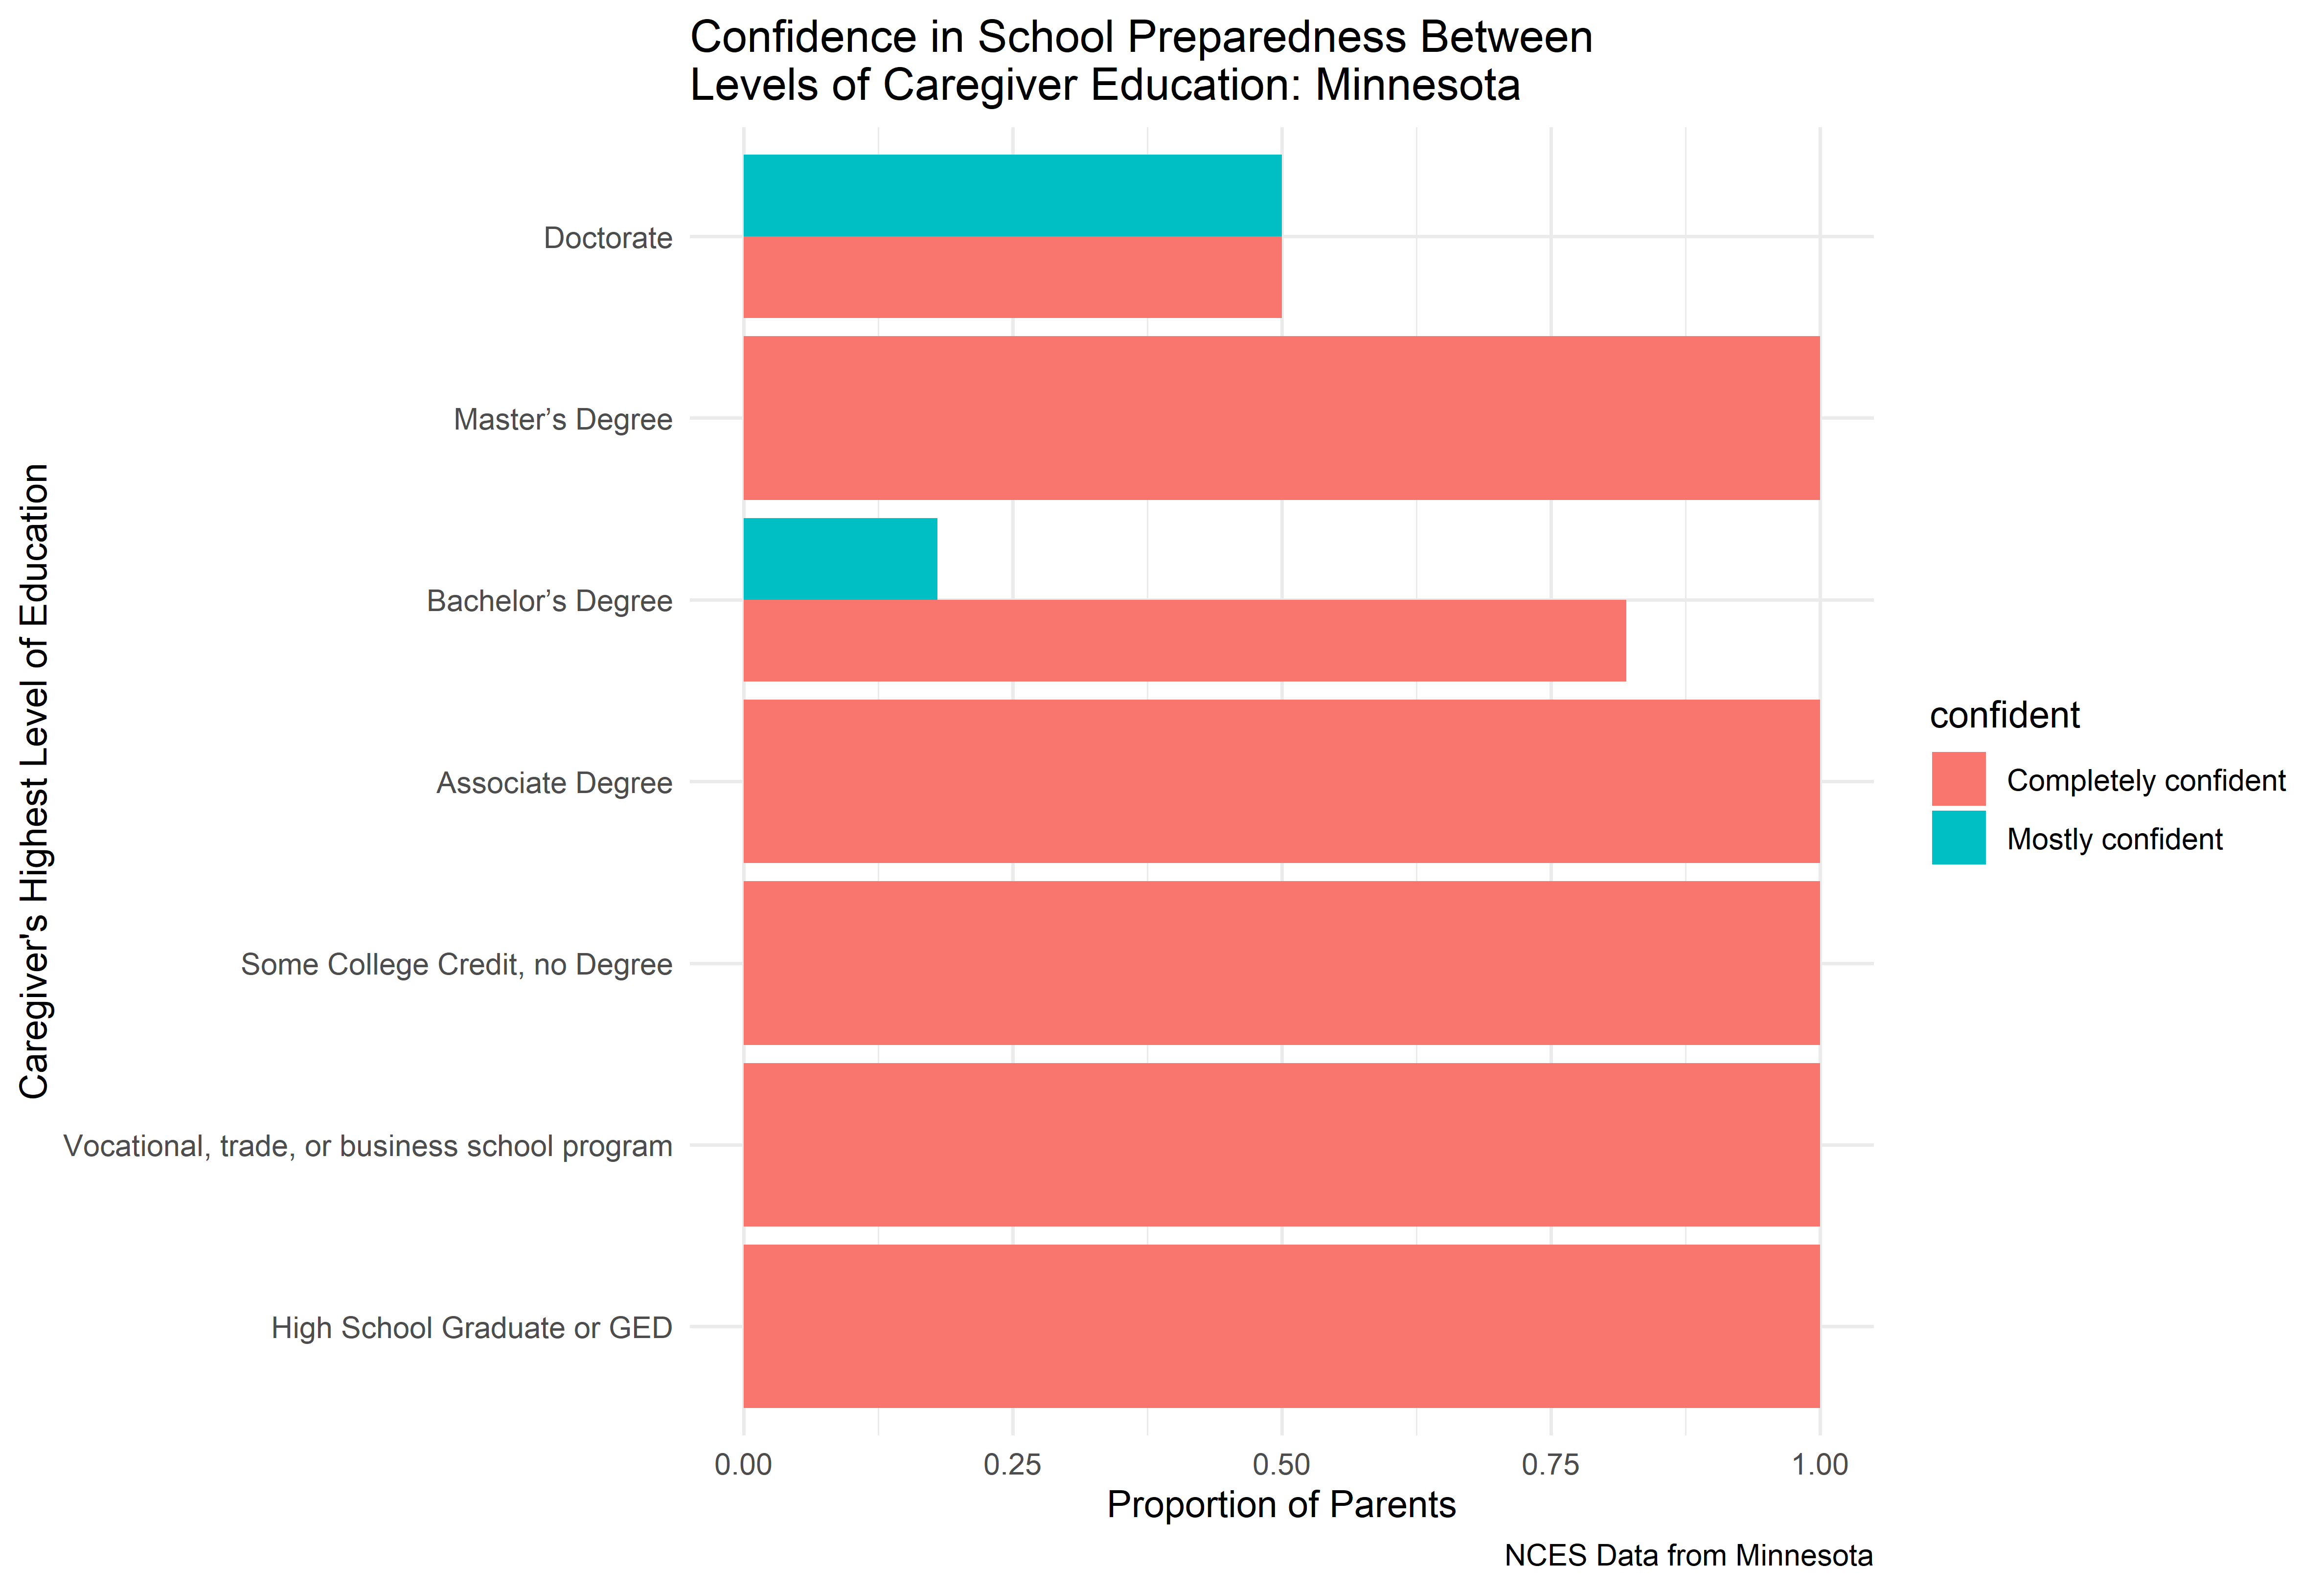 Confidence in School Preparedness Between
Levels of Caregiver Education: Minnesota
Caregiver's Highest Level of Education
Doctorate
Master’s Degree
Bachelor’s Degree
Associate Degree
Some College Credit, no Degree
Vocational, trade, or business school program
High School Graduate or GED
0.00 0.25 0.50 0.75 1.00
Proportion of Parents
confident
Completely confident
Mostly confident
NCES Data from Minnesota